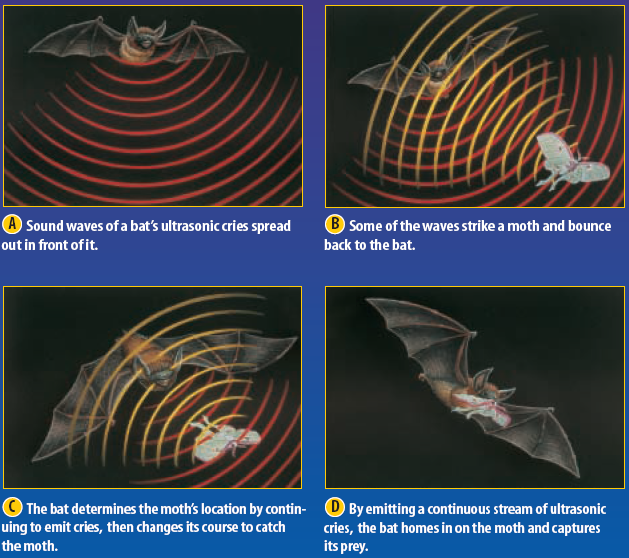 A Sound waves of a bat's ultrasonic cries spread
out in front of it.
B Some of the waves strike a moth and bounce
back to the bat.
C The bat determines the moth's location by contin-
uing to emit cries, then changes its course to catch
the moth.
D By emitting a continuous stream of ultrasonic
cries, the bat homes in on the moth and captures
its prey.